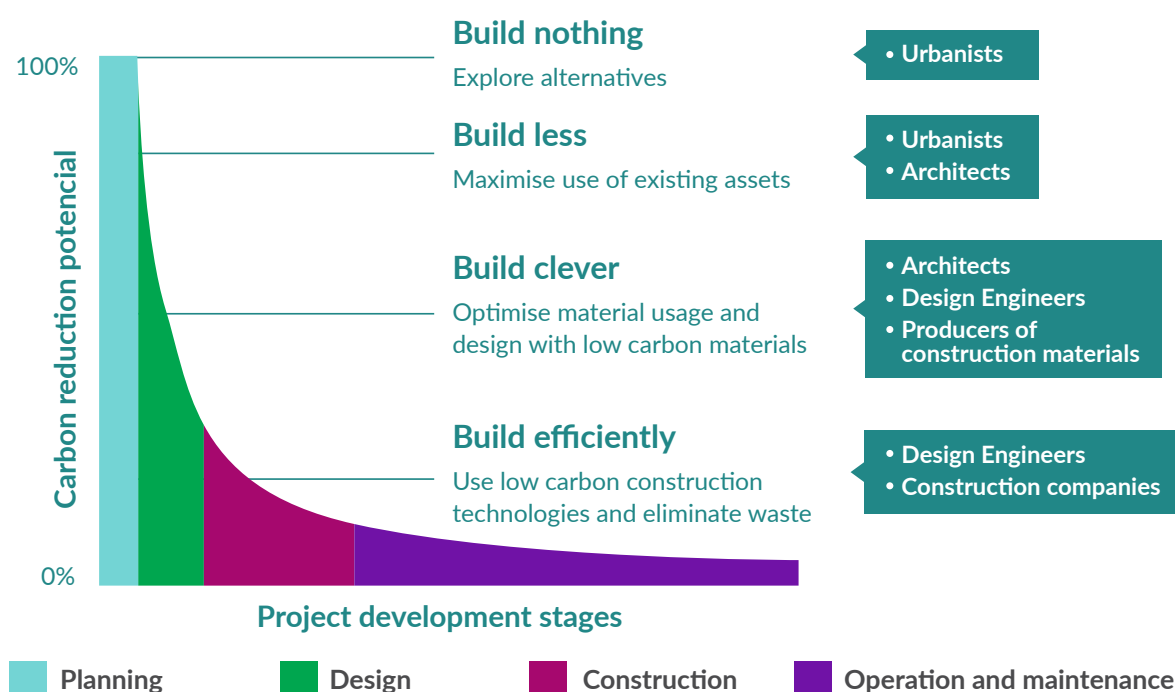 Build nothing
Explore alternatives
• Urbanists
100%
Build less
Maximise use of existing assets
• Urbanists
• Architects
Carbon reduction potencial
Build clever
Optimise material usage and
design with low carbon materials
• Architects
• Design Engineers
• Producers of
construction materials
Build efficiently
Use low carbon construction
technologies and eliminate waste
• Design Engineers
• Construction companies
0%
Project development stages
Planning
Design
Construction
Operation and maintenance